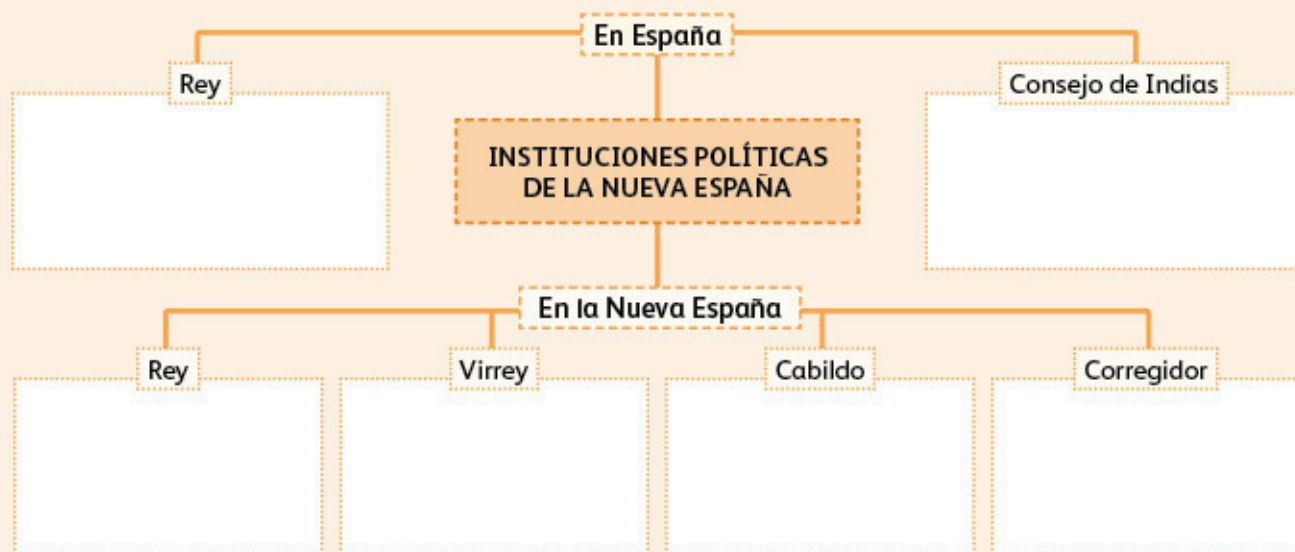 En España
Rey
Consejo de Indias
INSTITUCIONES POLÍTICAS
DE LA NUEVA ESPAÑA
En la Nueva España
Rey
Virrey
Cabildo
Corregidor